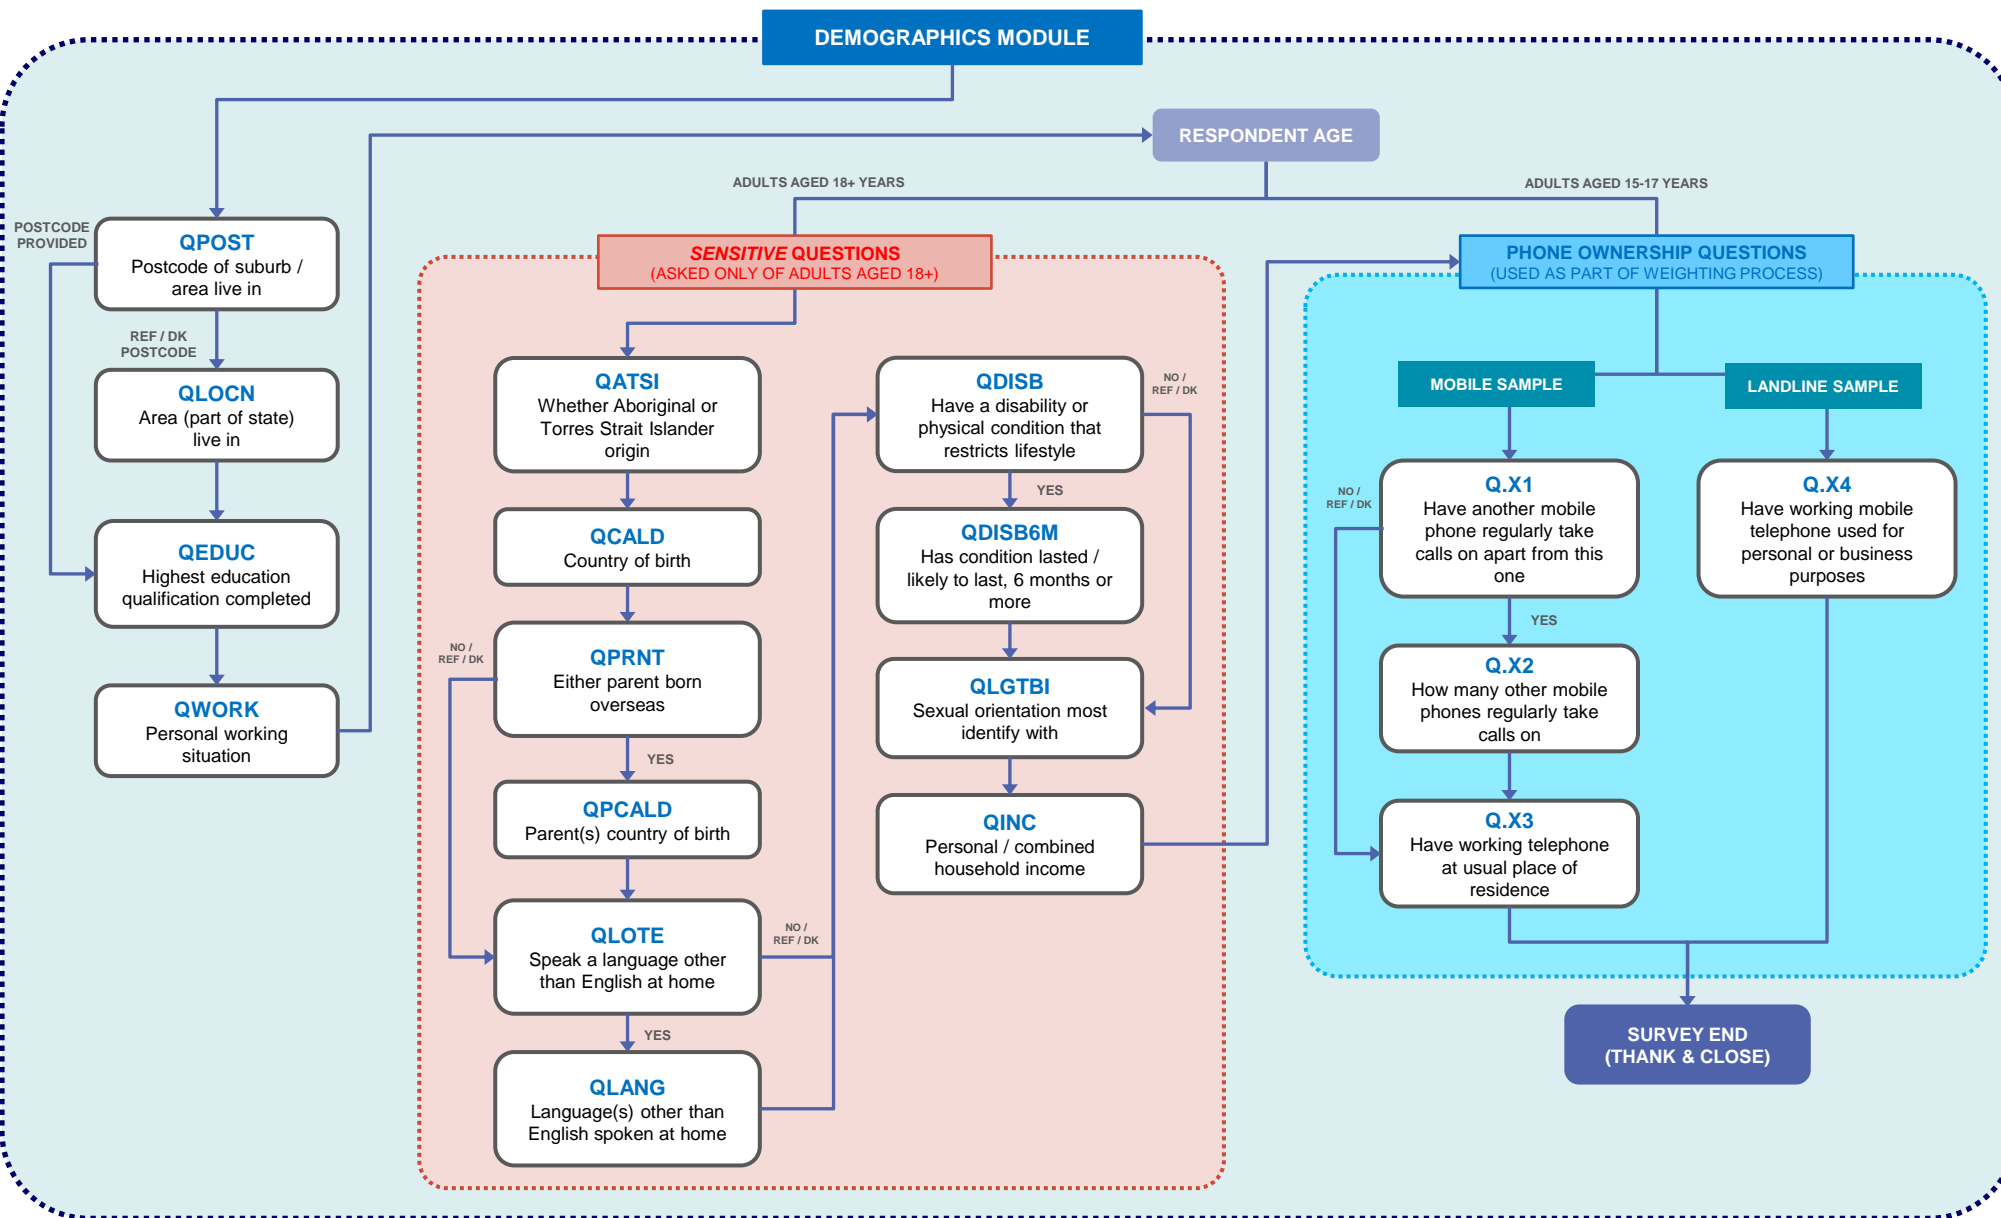 DEMOGRAPHICS MODULE
RESPONDENT AGE
ADULTS AGED 18+ YEARS
ADULTS AGED 15-17 YEARS
POSTCODE
PROVIDED
QPOST
Postcode of suburb /
area live in
REF / DK
POSTCODE
QLOCN
Area (part of state)
live in
QEDUC
Highest education
qualification completed
QWORK
Personal working
situation
SENSITIVE QUESTIONS
(ASKED ONLY OF ADULTS AGED 18+)
QATSI
Whether Aboriginal or
Torres Strait Islander
origin
QCALD
Country of birth
NO /
REF / DK
QPRNT
Either parent born
overseas
YES
QPCALD
Parent(s) country of birth
QLOTE
Speak a language other
than English at home
NO /
REF / DK
YES
QLANG
Language(s) other than
English spoken at home
QDISB
Have a disability or
physical condition that
restricts lifestyle
NO /
REF / DK
YES
QDISB6M
Has condition lasted /
likely to last, 6 months or
more
QLGTBI
Sexual orientation most
identify with
QINC
Personal / combined
household income
PHONE OWNERSHIP QUESTIONS
(USED AS PART OF WEIGHTING PROCESS)
MOBILE SAMPLE
LANDLINE SAMPLE
NO /
REF / DK
Q.X1
Have another mobile
phone regularly take
calls on apart from this
one
YES
Q.X2
How many other mobile
phones regularly take
calls on
Q.X3
Have working telephone
at usual place of
residence
Q.X4
Have working mobile
telephone used for
personal or business
purposes
SURVEY END
(THANK & CLOSE)